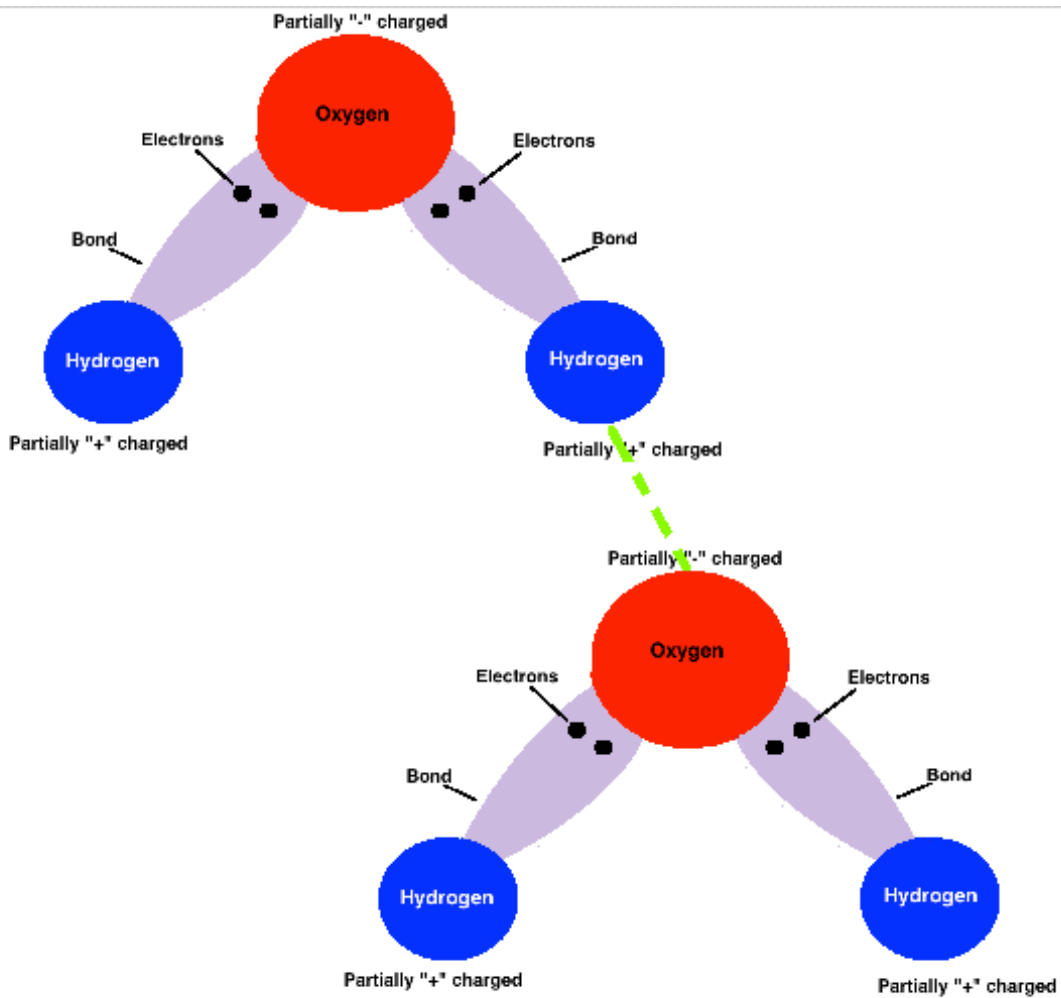 Partially "-" charged
Oxygen
Electrons
Electrons
Bond
Bond
Hydrogen
Hydrogen
Partially "+" charged
Partially "+" charged
Partially "-" charged
Oxygen
Electrons
Electrons
Bond
Bond
Hydrogen
Hydrogen
Partially "+" charged
Partially "+" charged